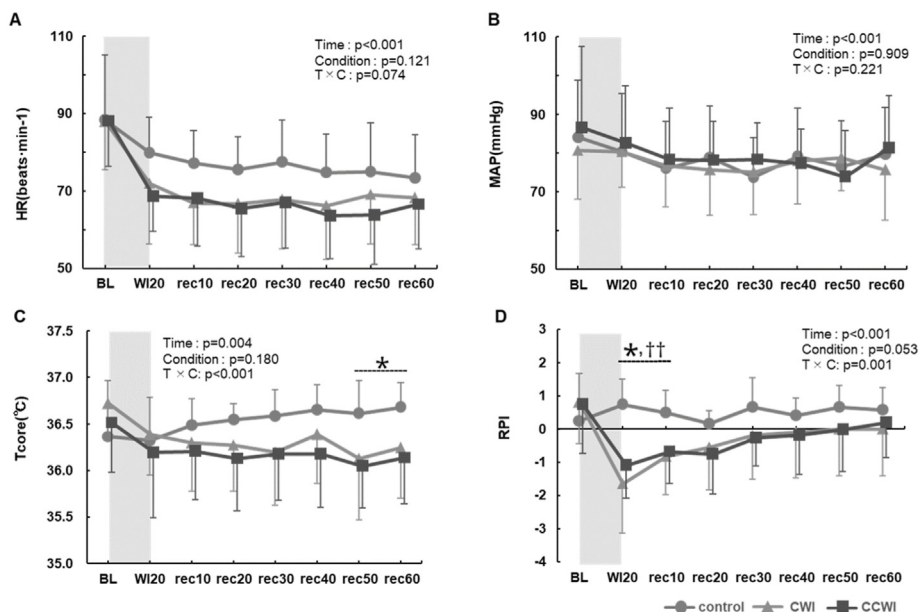 A
110
90
70
50
HR(beats·min-1)
Time : p<0.001
Condition : p=0.121
T×C : p=0.074
BL WI20 rec10 rec20 rec30 rec40 rec50 rec60
B
110
90
70
50
MAP(mmHg)
Time : p<0.001
Condition : p=0.909
T×C : p=0.221
BL WI20 rec10 rec20 rec30 rec40 rec50 rec60
C
37.5
37.0
36.5
36.0
35.5
35.0
Tcore(℃)
Time : p=0.004
Condition : p=0.180
T × C: p<0.001
*
BL WI20 rec10 rec20 rec30 rec40 rec50 rec60
D
3
2
1
0
-1
-2
-3
-4
RPI
*,††
Time : p<0.001
Condition : p=0.053
T × C: p=0.001
BL WI20 rec10 rec20 rec30 rec40 rec50 rec60
control CWI CCWI